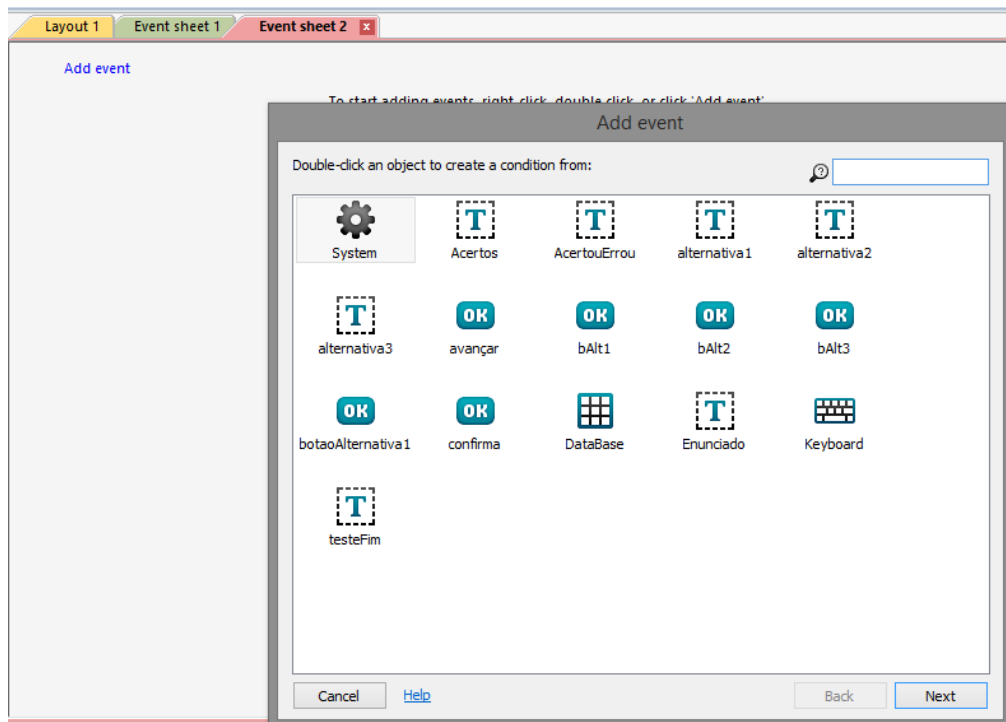 Layout 1 Event sheet 1 Event sheet 2 x
Add event
To start adding events, right click, double click, or click 'Add event'
Add event
Double-click an object to create a condition from:
System Acertos AcertouErrou alternativa1 alternativa2
alternativa3 avançar bAlt1 bAlt2 bAlt3
botaoAlternativa1 confirma DataBase Enunciado Keyboard
testeFim
Cancel Help Back Next